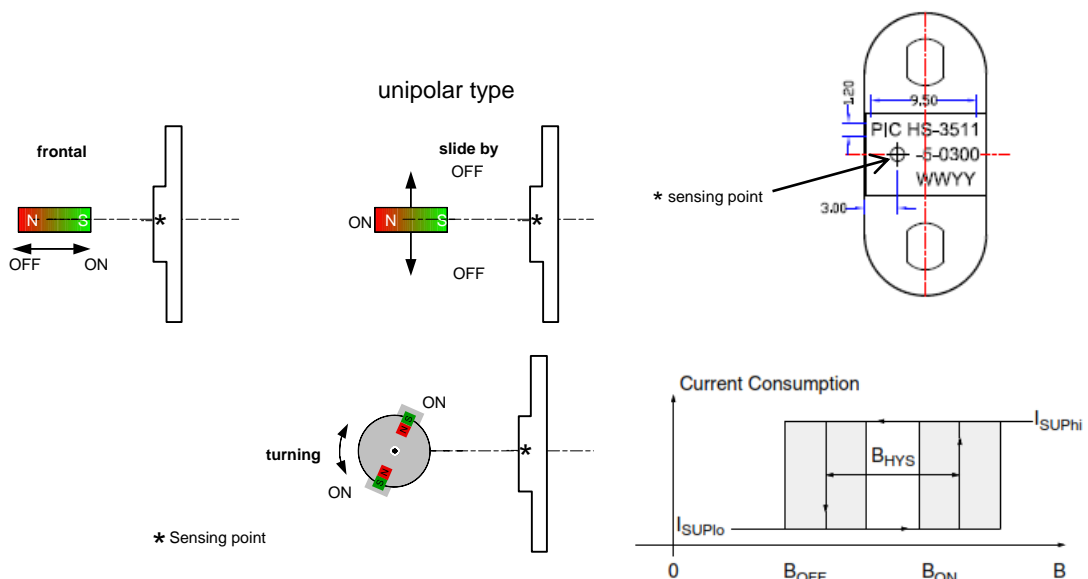 unipolar type
frontal
N S
OFF ON
* 
slide by
OFF
ON
N S
OFF
*
turning
ON
S
N
N
S
ON
*
* Sensing point
1.20
9.50
PIC HS-3511
-5-0300
WWYY
* sensing point
3.00
Current Consumption
ISUPhi
BHYS
ISUPlo
0 BOFF BON B